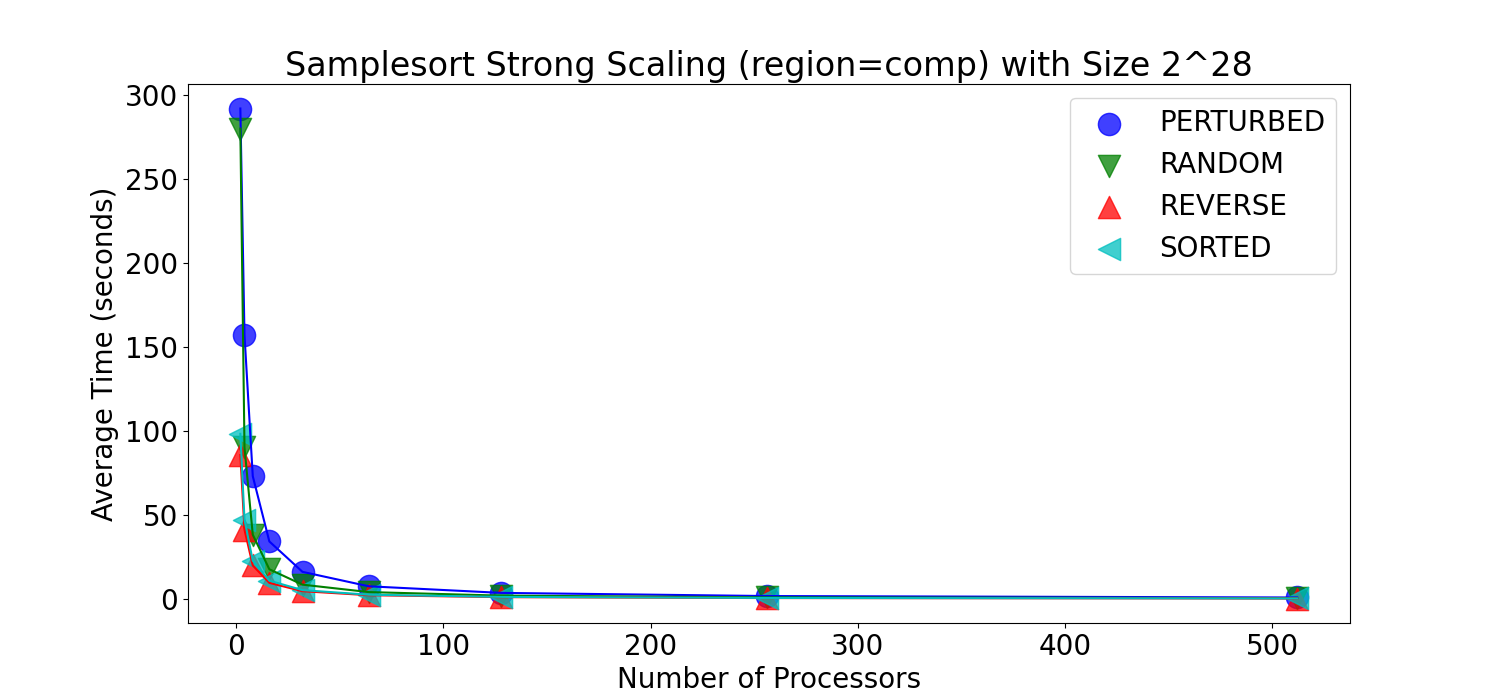 Samplesort Strong Scaling (region=comp) with Size 2^28
Average Time (seconds)
300
250
200
150
100
50
0
PERTURBED
RANDOM
REVERSE
SORTED
0 100 200 300 400 500
Number of Processors